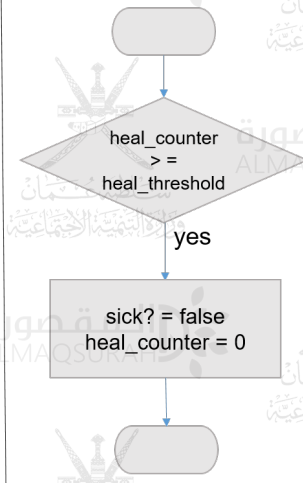 heal_counter
> =
heal_threshold
yes
sick? = false
heal_counter = 0